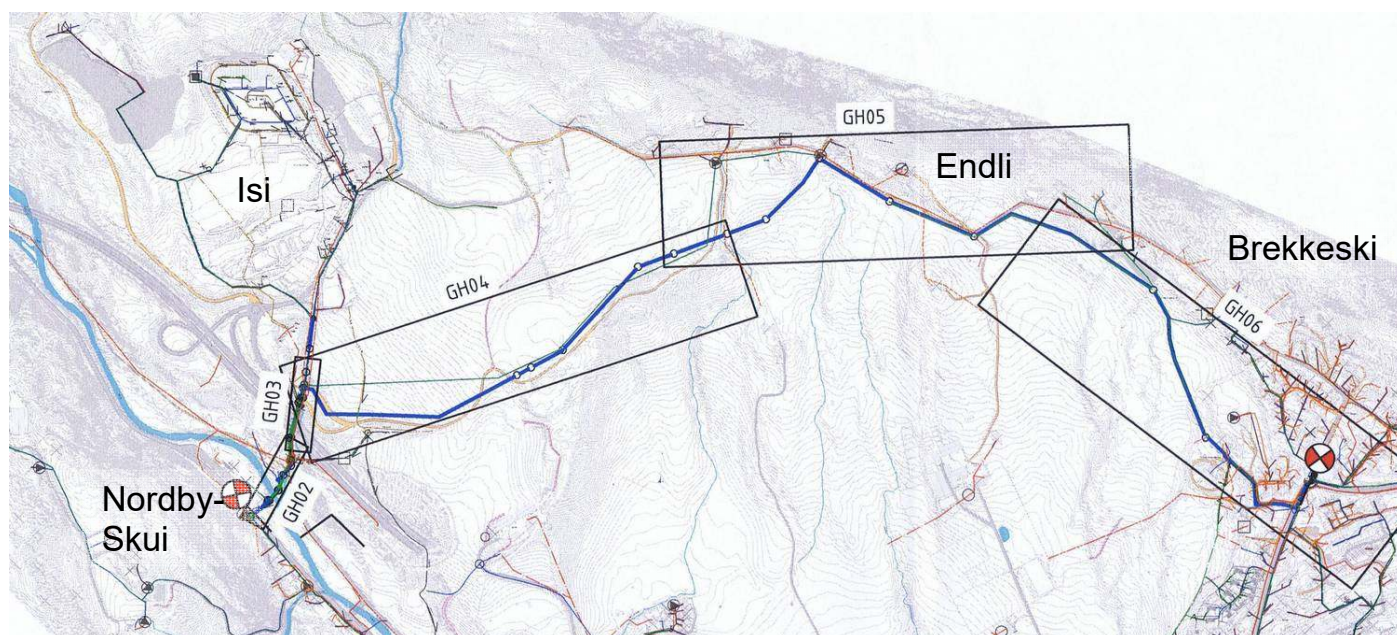 GH05
Endli
Isi
Brekkeski
GH04
GH06
GH03
Nordby-
Skui
GH02